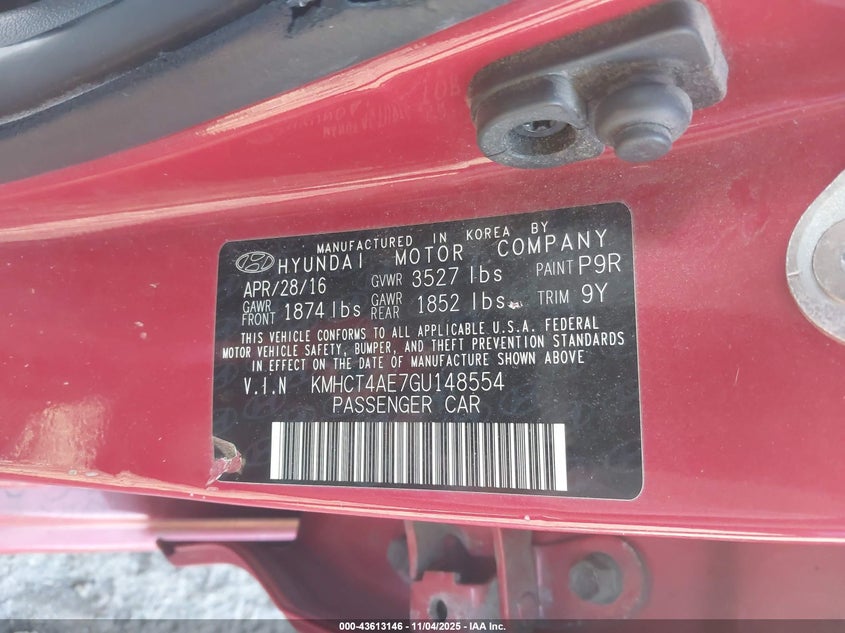 MANUFACTURED IN KOREA BY
HYUNDAI MOTOR COMPANY
APR/28/16 GVWR 3527 lbs PAINT P9R
GAWR FRONT 1874 lbs GAWR REAR 1852 lbs. TRIM 9Y
THIS VEHICLE CONFORMS TO ALL APPLICABLE U.S.A. FEDERAL
MOTOR VEHICLE SAFETY, BUMPER, AND THEFT PREVENTION STANDARDS
IN EFFECT ON THE DATE OF MANUFACTURE SHOWN ABOVE
V.I.N KMHCT4AE7GU148554
PASSENGER CAR
000-43613146 - 11/04/2025 - IAA Inc.